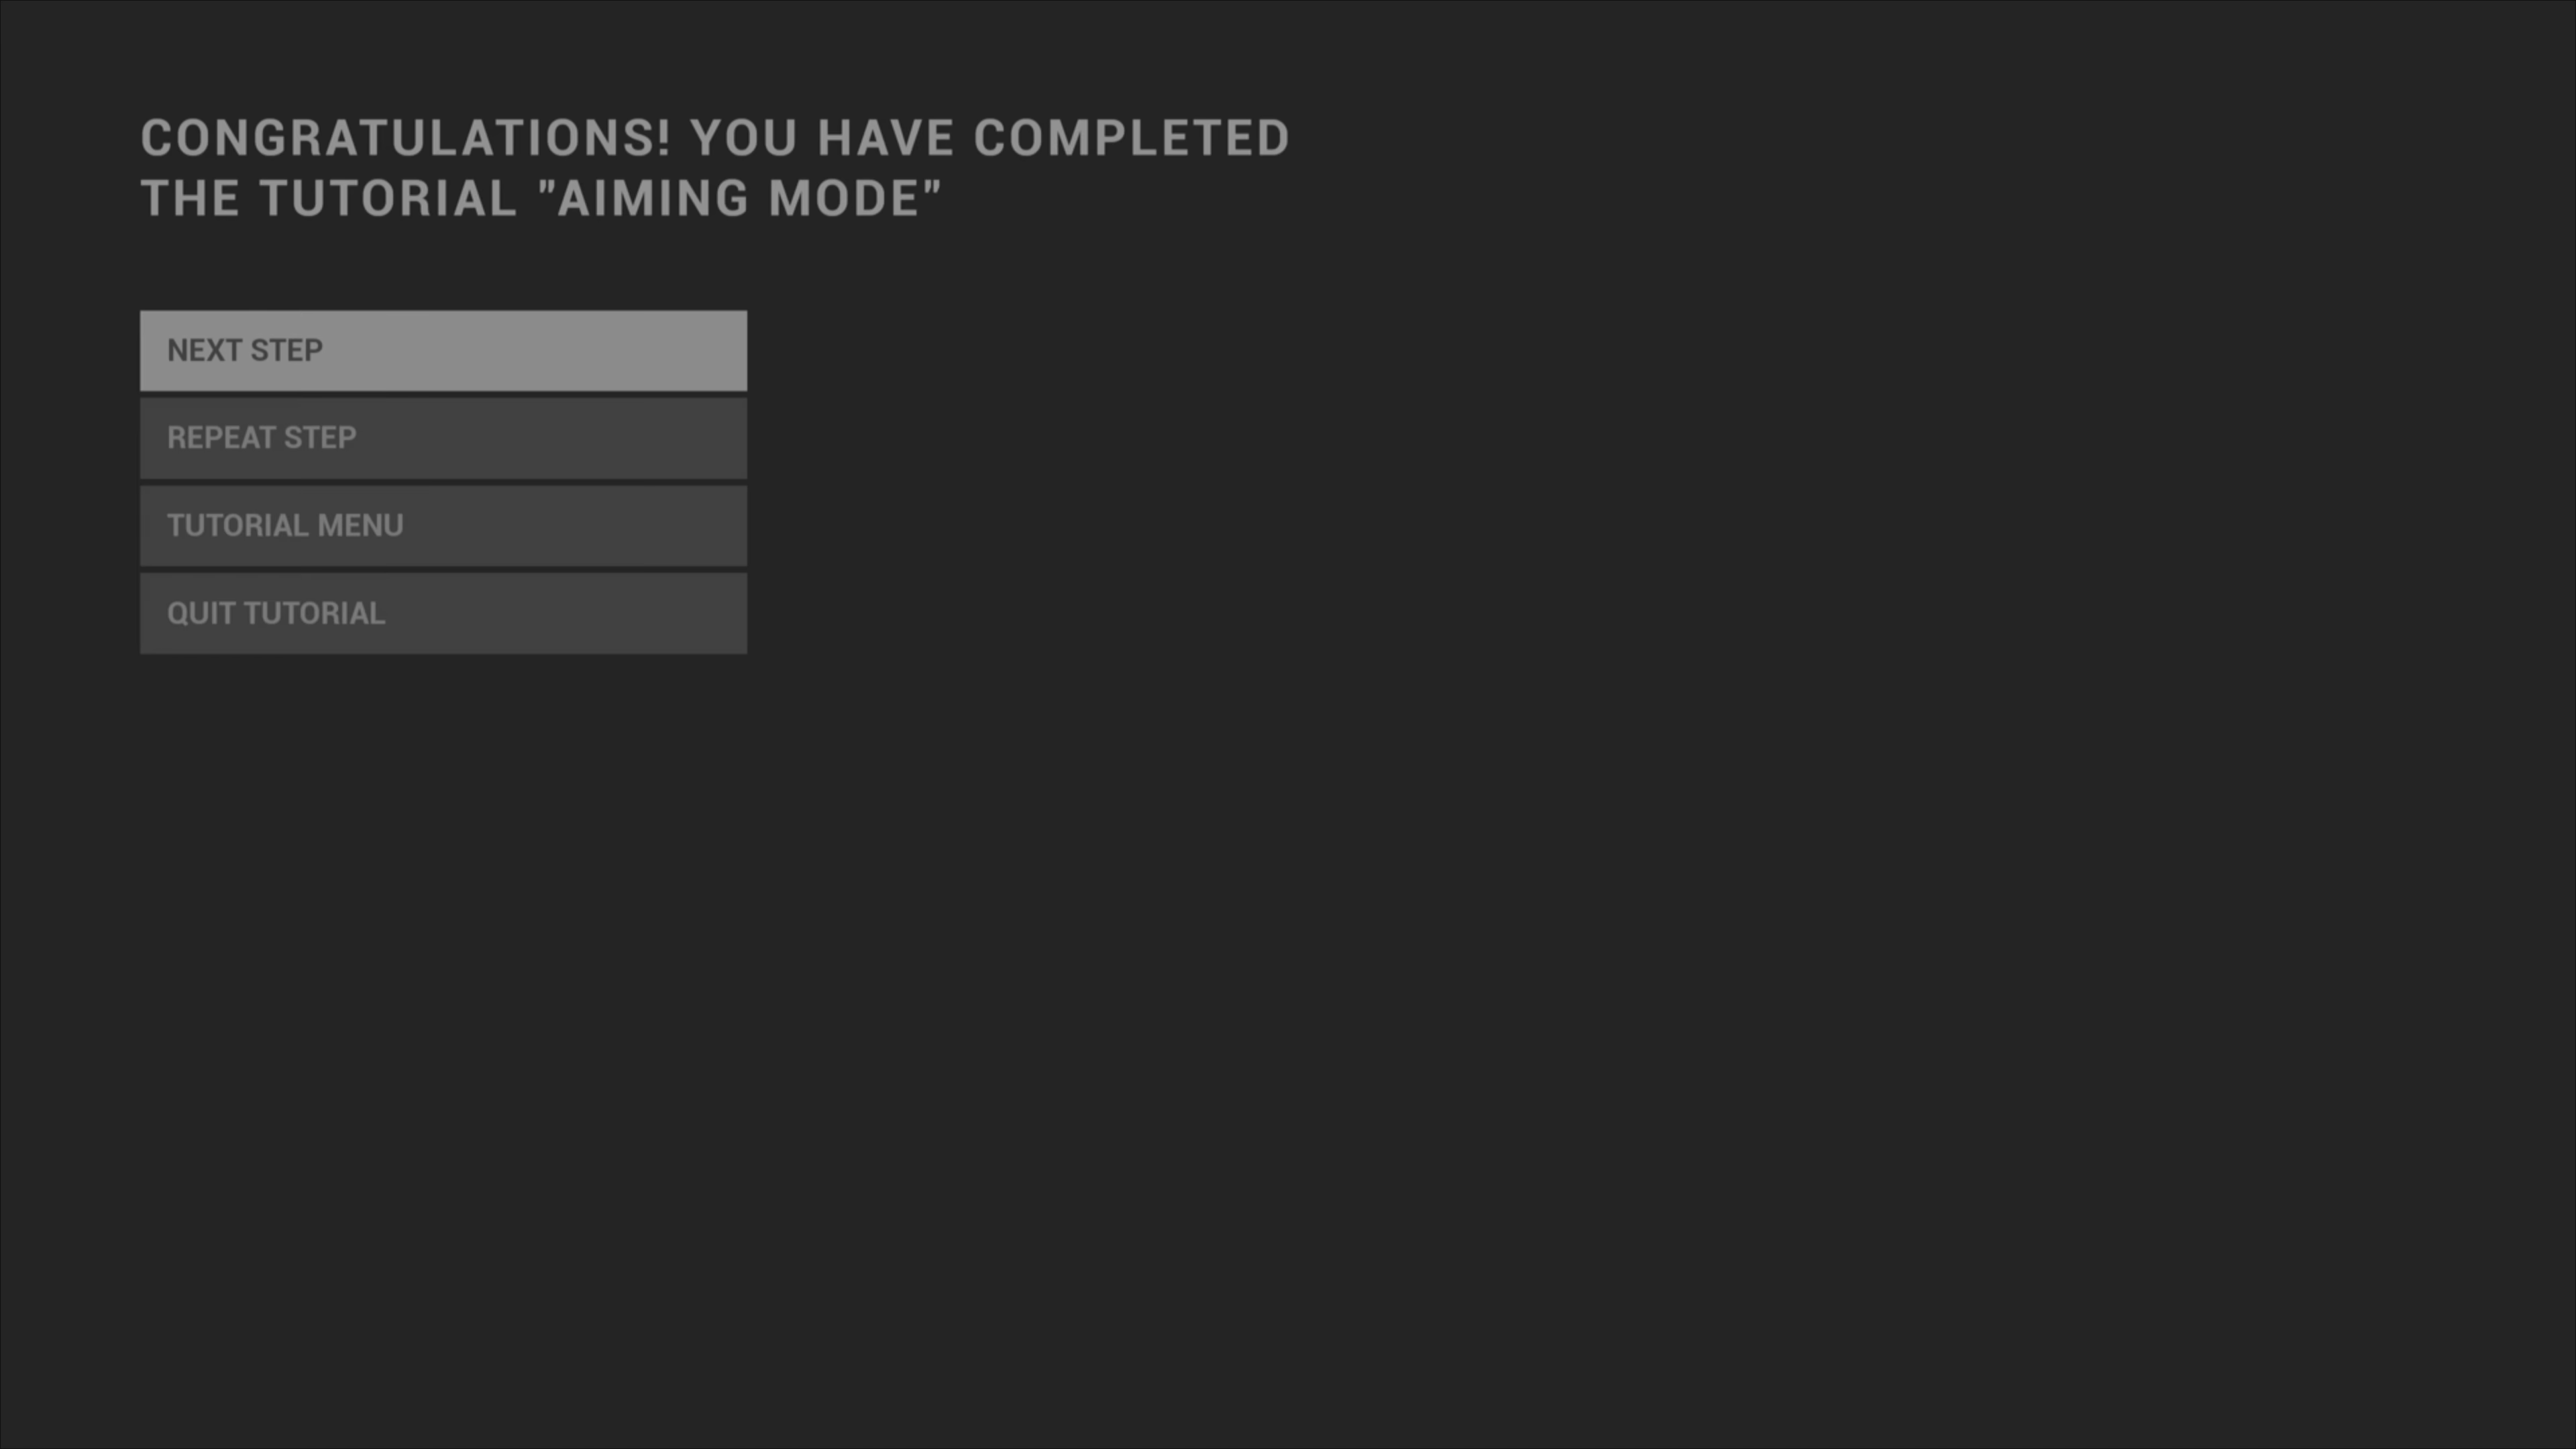 CONGRATULATIONS! YOU HAVE COMPLETED
THE TUTORIAL "AIMING MODE"
NEXT STEP
REPEAT STEP
TUTORIAL MENU
QUIT TUTORIAL